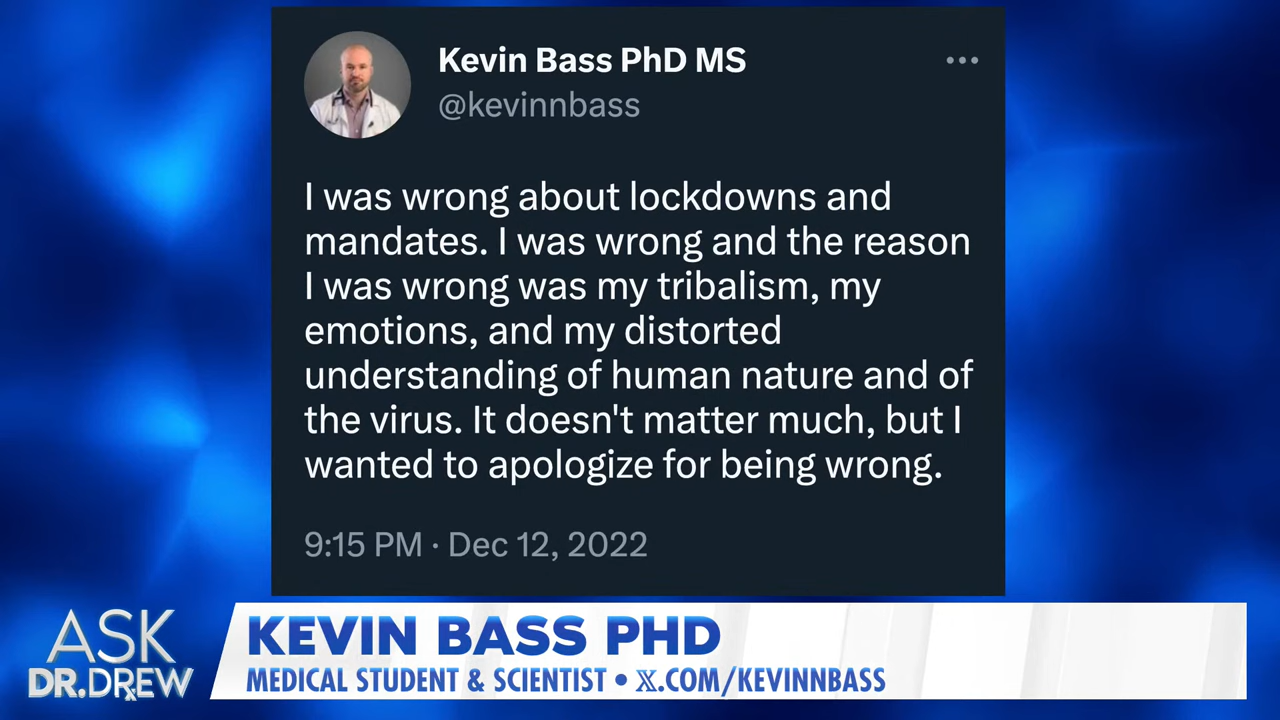 Kevin Bass PhD MS
@kevinnbass
I was wrong about lockdowns and
mandates. I was wrong and the reason
I was wrong was my tribalism, my
emotions, and my distorted
understanding of human nature and of
the virus. It doesn't matter much, but I
wanted to apologize for being wrong.
9:15 PM · Dec 12, 2022
ASK
DR.DREW
KEVIN BASS PHD
MEDICAL STUDENT & SCIENTIST • X.COM/KEVINNBASS